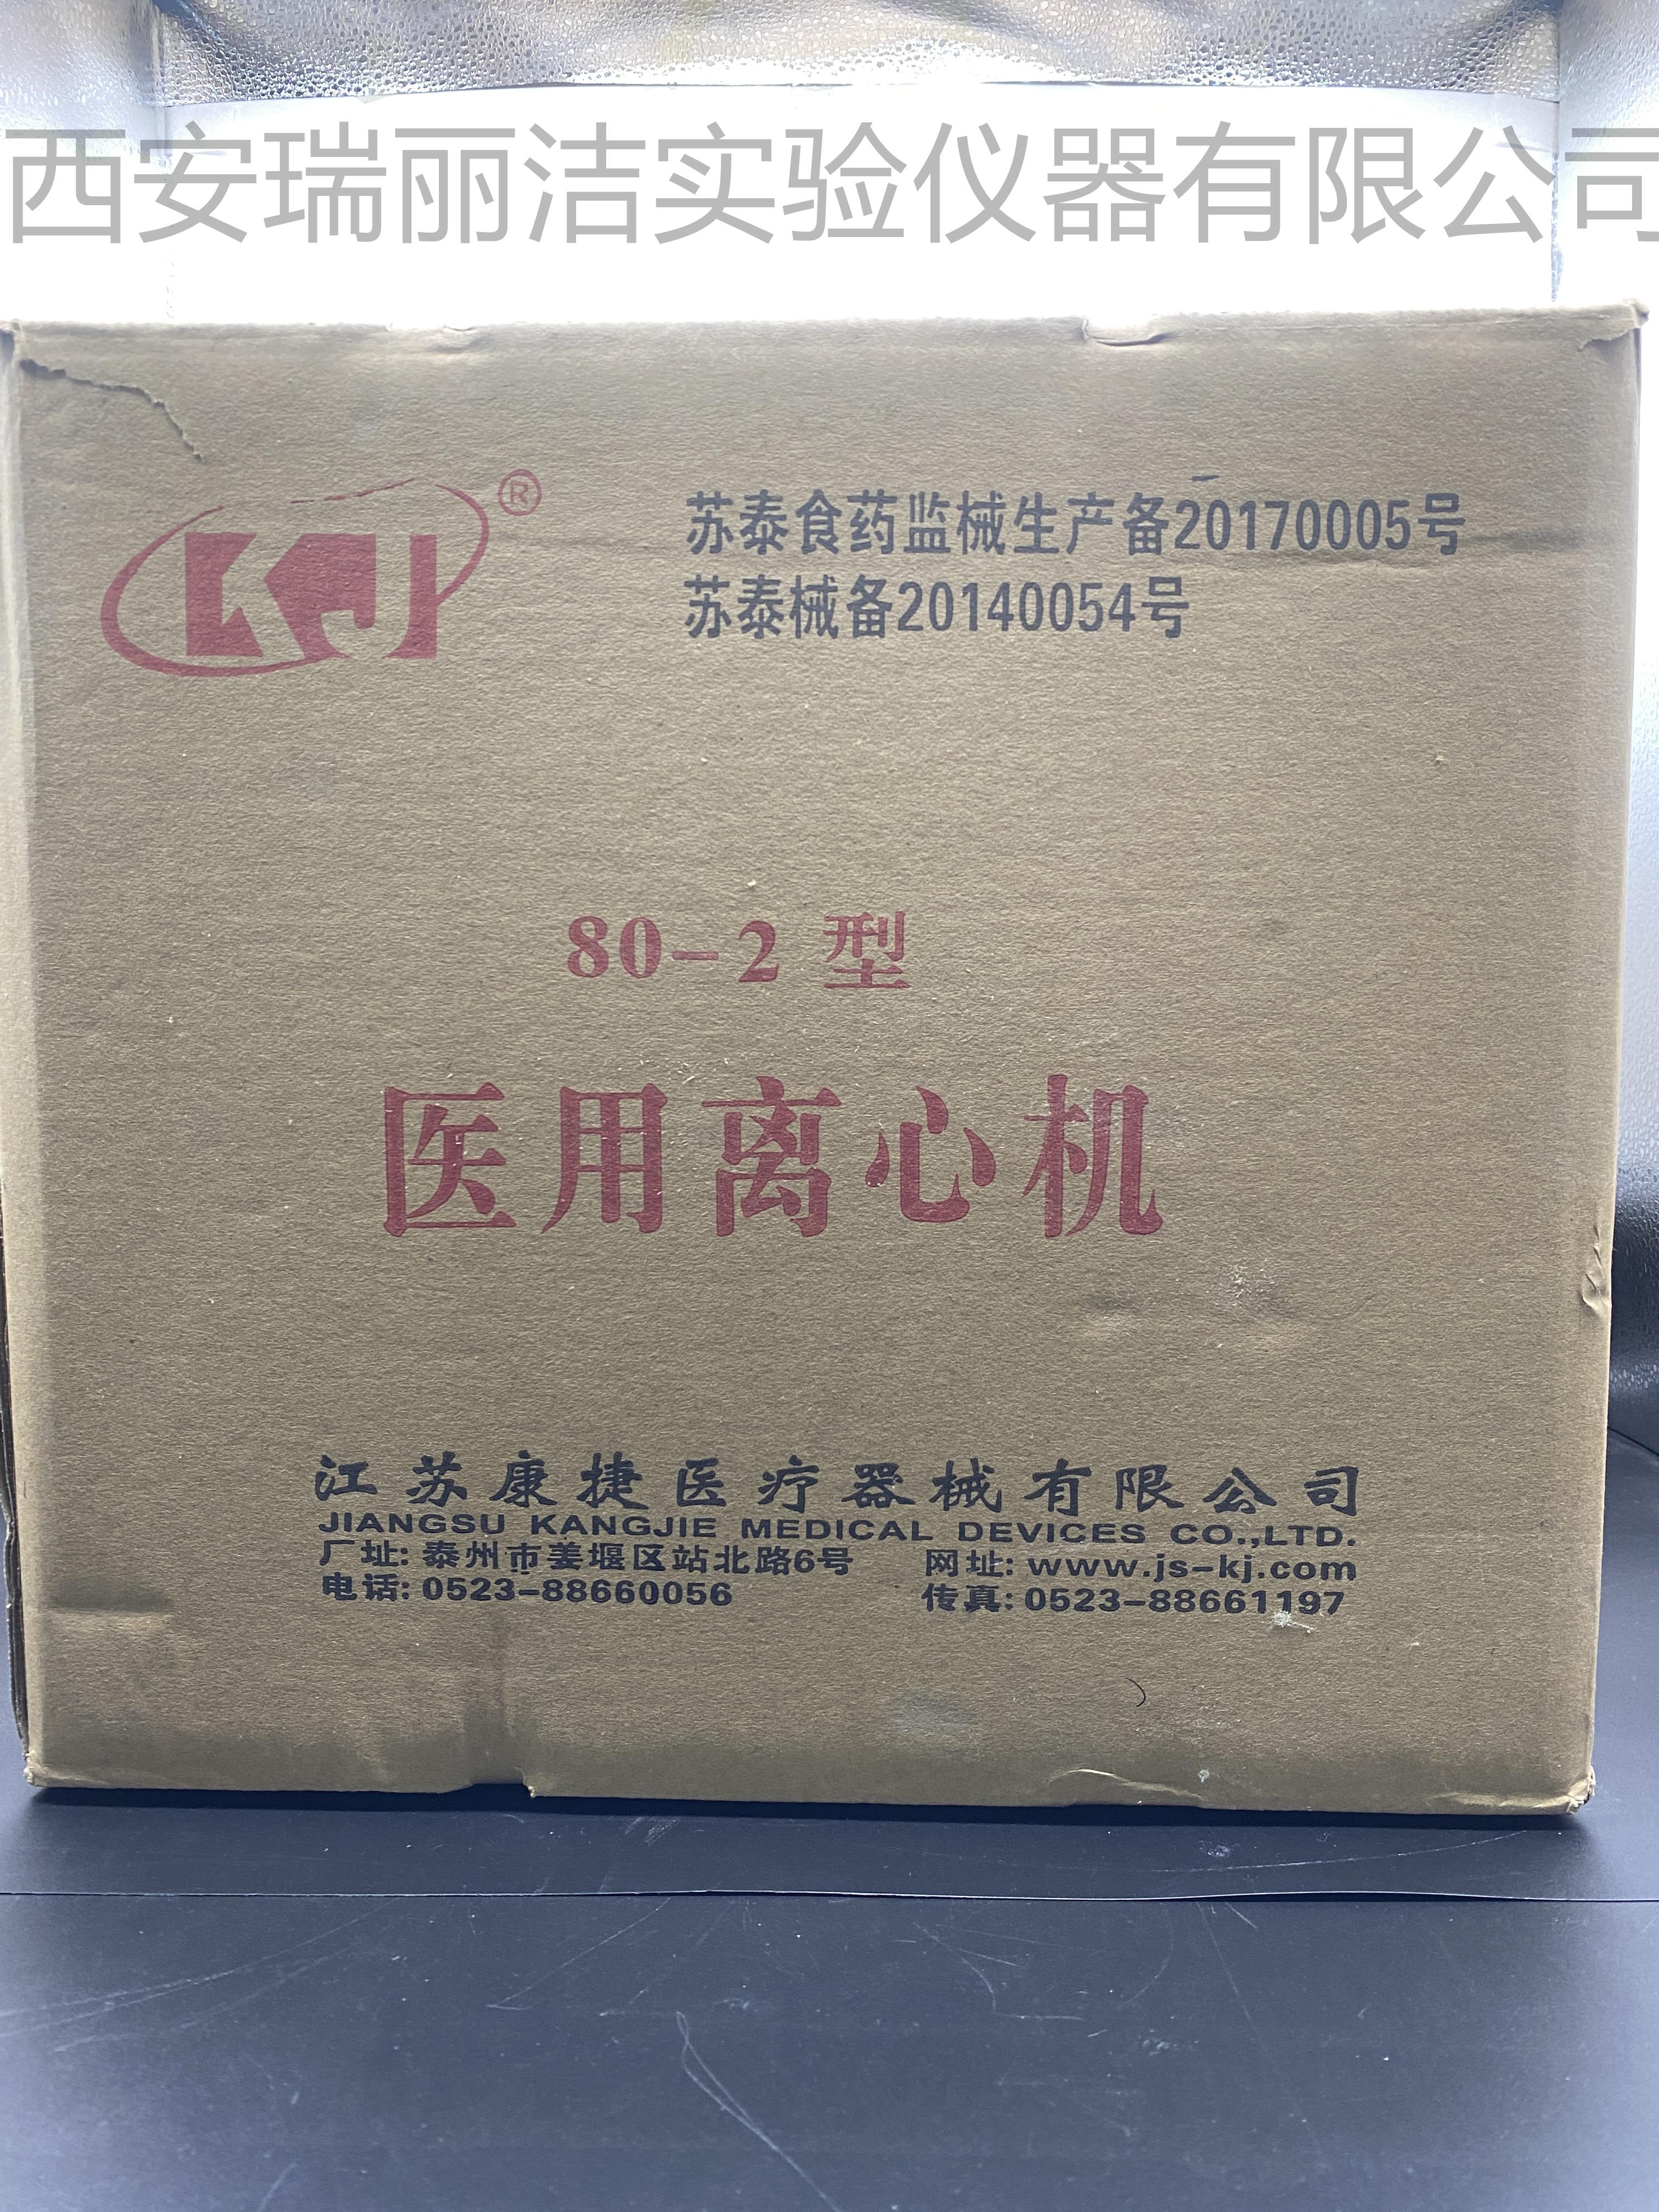 西安瑞丽洁实验仪器有限公司
KJ®
苏泰食药监械生产备20170005号
苏泰械备20140054号
80-2 型
医用离心机
江苏康捷医疗器械有限公司
JIANGSU KANGJIE MEDICAL DEVICES CO.,LTD.
厂址: 泰州市姜堰区站北路6号 网址: www.js-kj.com
电话: 0523-88660056 传真: 0523-88661197